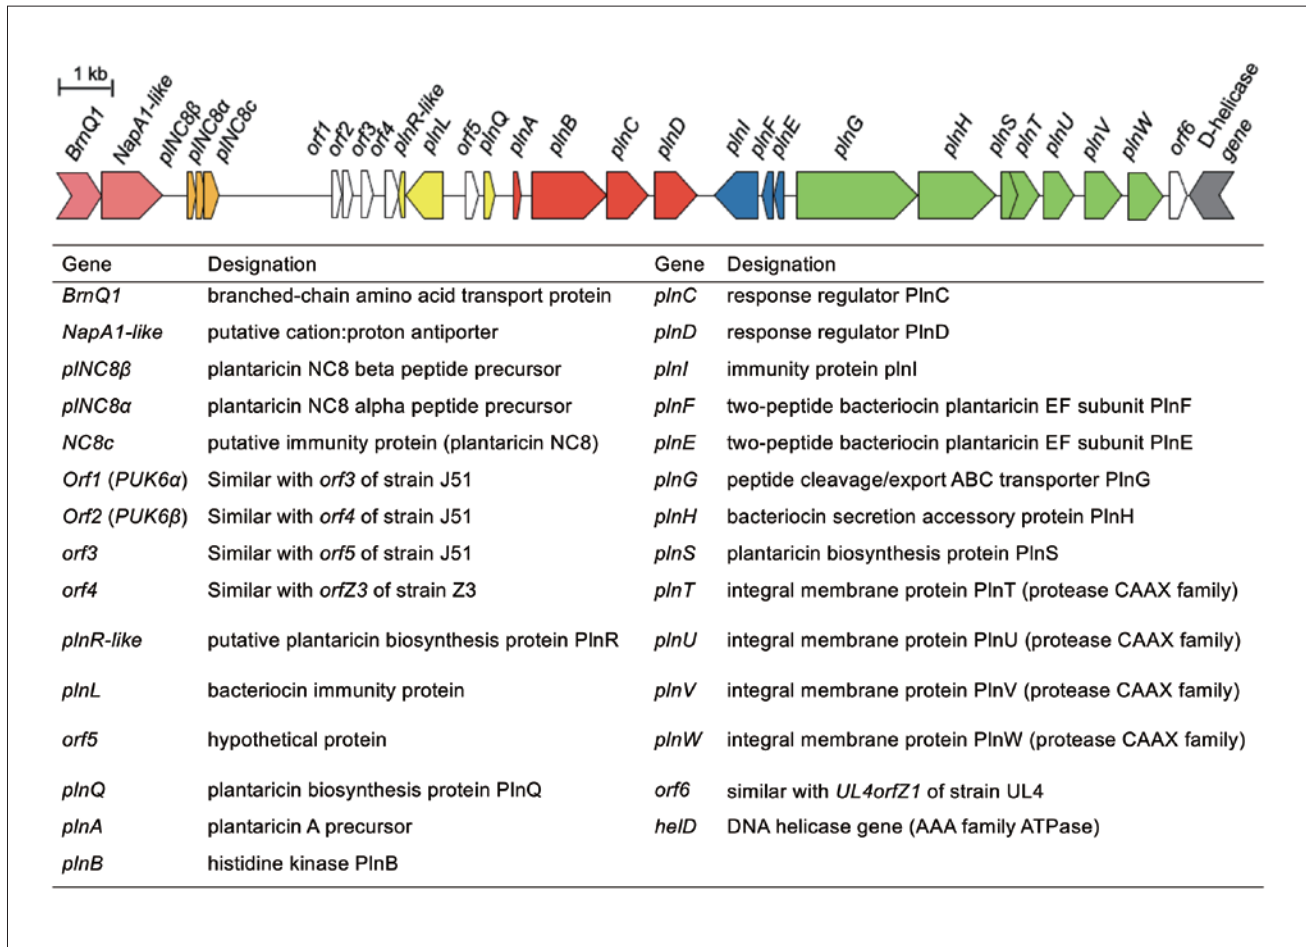 1 kb
BrnQ1
NapA1-like
plNC8β
plNC8α
plNC8c
orf1
orf2
orf3
orf4
plnR-like
plnL
orf5
plnQ
plnA
plnB
plnC
plnD
plnI
plnF
plnE
plnG
plnH
plnS
plnT
plnU
plnV
plnW
orf6
D-helicase
gene
Gene Designation Gene Designation
BrnQ1 branched-chain amino acid transport protein plnC response regulator PlnC
NapA1-like putative cation:proton antiporter plnD response regulator PlnD
plNC8β plantaricin NC8 beta peptide precursor plnI immunity protein plnI
plNC8α plantaricin NC8 alpha peptide precursor plnF two-peptide bacteriocin plantaricin EF subunit PlnF
NC8c putative immunity protein (plantaricin NC8) plnE two-peptide bacteriocin plantaricin EF subunit PlnE
Orf1 (PUK6α) Similar with orf3 of strain J51 plnG peptide cleavage/export ABC transporter PlnG
Orf2 (PUK6β) Similar with orf4 of strain J51 plnH bacteriocin secretion accessory protein PlnH
orf3 Similar with orf5 of strain J51 plnS plantaricin biosynthesis protein PlnS
orf4 Similar with orfZ3 of strain Z3 plnT integral membrane protein PlnT (protease CAAX family)
plnR-like putative plantaricin biosynthesis protein PlnR plnU integral membrane protein PlnU (protease CAAX family)
plnL bacteriocin immunity protein plnV integral membrane protein PlnV (protease CAAX family)
orf5 hypothetical protein plnW integral membrane protein PlnW (protease CAAX family)
plnQ plantaricin biosynthesis protein PlnQ orf6 similar with UL4orfZ1 of strain UL4
plnA plantaricin A precursor helD DNA helicase gene (AAA family ATPase)
plnB histidine kinase PlnB